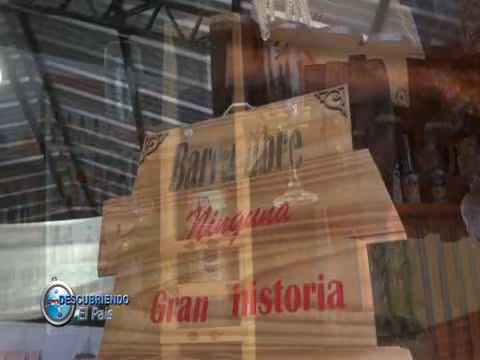 Barra libre
Ninguna
Gran historia
DESCUBRIENDO
El País